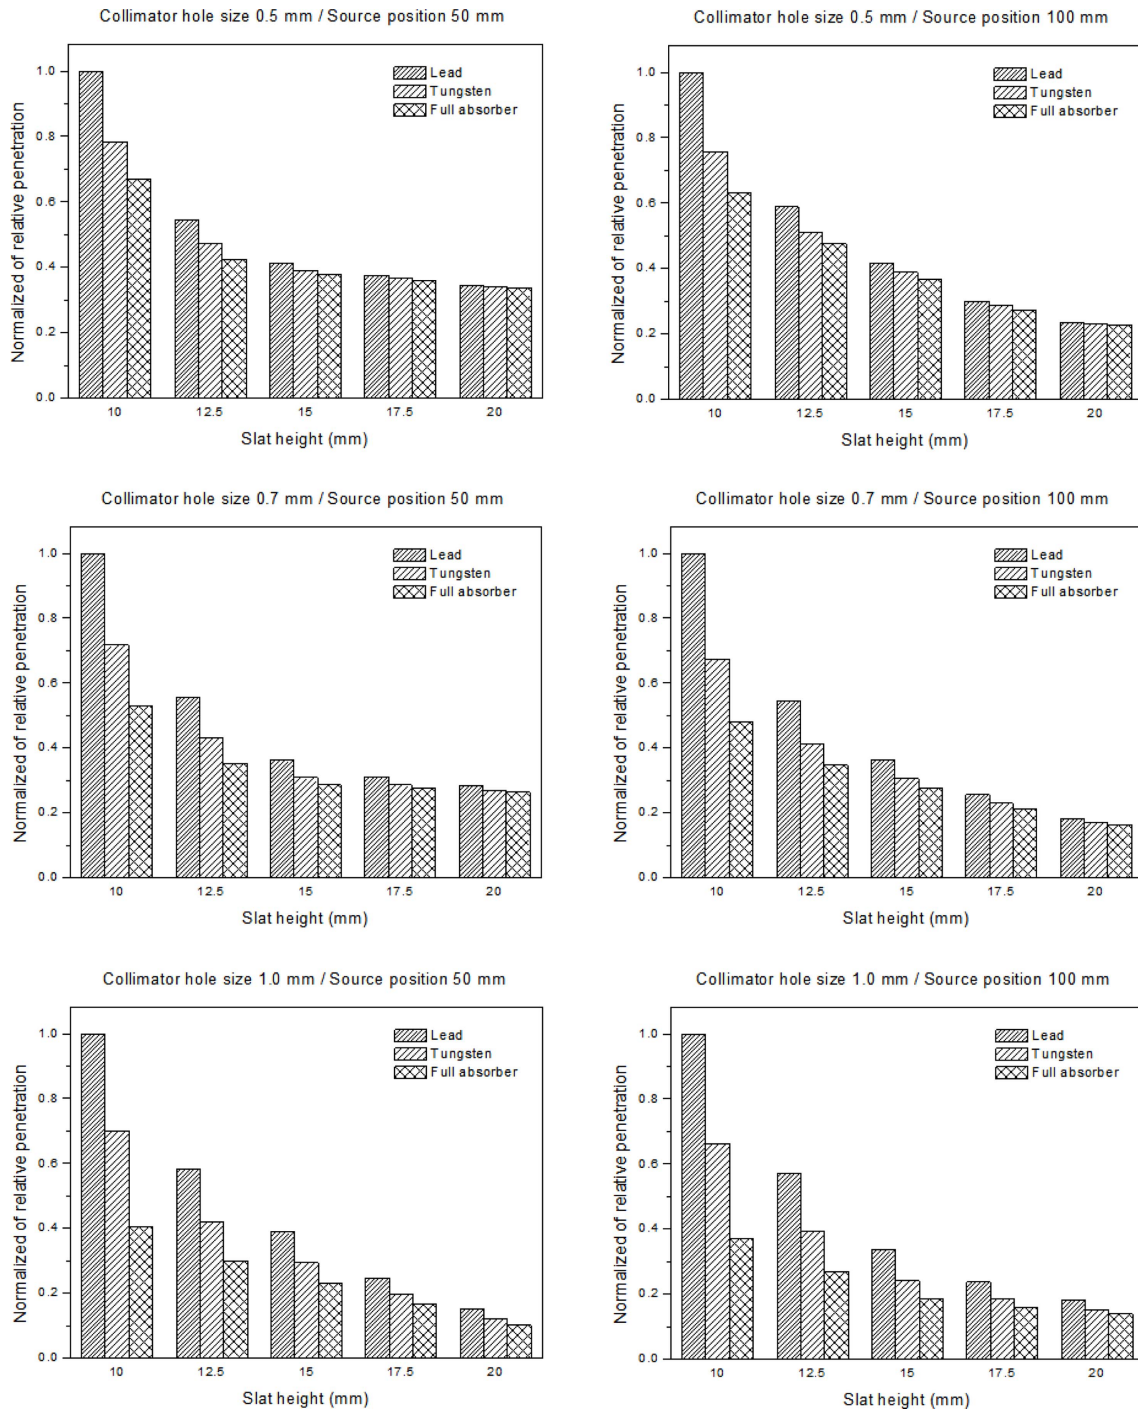 Collimator hole size 0.5 mm / Source position 50 mm
Normalized of relative penetration
1.0
0.8
0.6
0.4
0.2
0.0
Lead
Tungsten
Full absorber
10 12.5 15 17.5 20
Slat height (mm)
Collimator hole size 0.5 mm / Source position 100 mm
Normalized of relative penetration
1.0
0.8
0.6
0.4
0.2
0.0
Lead
Tungsten
Full absorber
10 12.5 15 17.5 20
Slat height (mm)
Collimator hole size 0.7 mm / Source position 50 mm
Normalized of relative penetration
1.0
0.8
0.6
0.4
0.2
0.0
Lead
Tungsten
Full absorber
10 12.5 15 17.5 20
Slat height (mm)
Collimator hole size 0.7 mm / Source position 100 mm
Normalized of relative penetration
1.0
0.8
0.6
0.4
0.2
0.0
Lead
Tungsten
Full absorber
10 12.5 15 17.5 20
Slat height (mm)
Collimator hole size 1.0 mm / Source position 50 mm
Normalized of relative penetration
1.0
0.8
0.6
0.4
0.2
0.0
Lead
Tungsten
Full absorber
10 12.5 15 17.5 20
Slat height (mm)
Collimator hole size 1.0 mm / Source position 100 mm
Normalized of relative penetration
1.0
0.8
0.6
0.4
0.2
0.0
Lead
Tungsten
Full absorber
10 12.5 15 17.5 20
Slat height (mm)